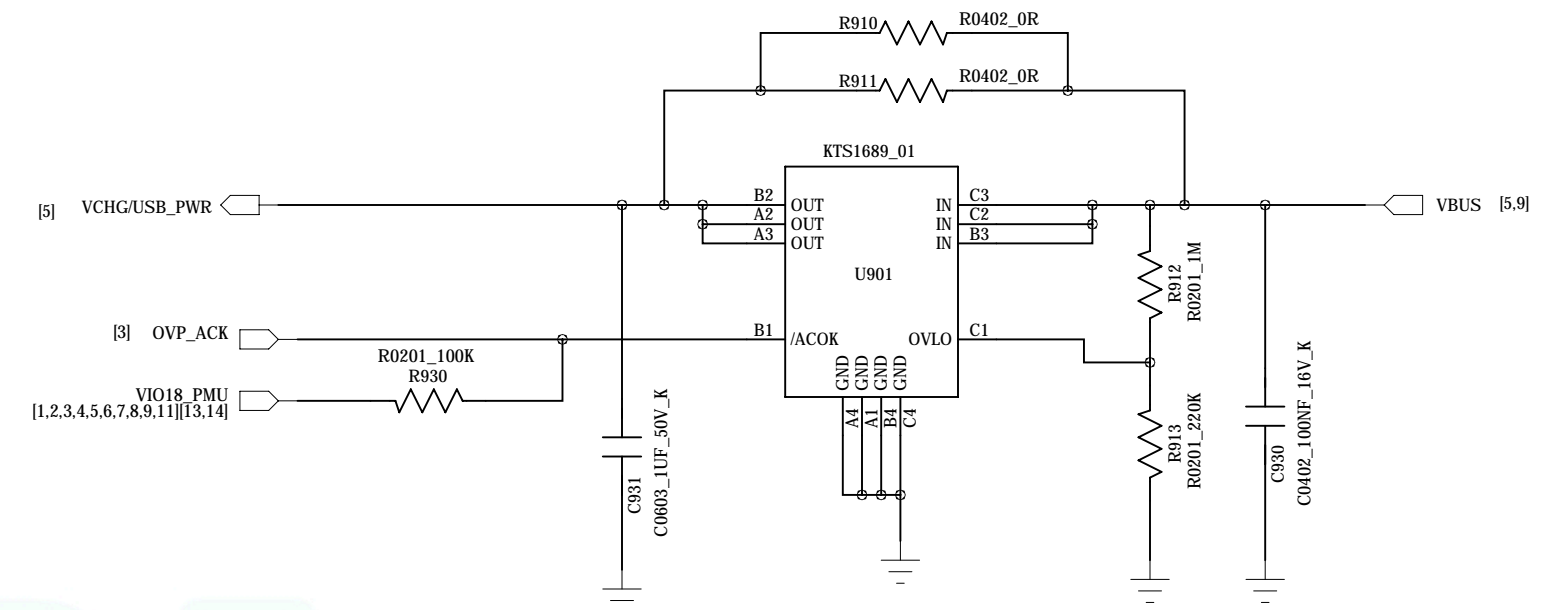 R910 R0402_0R
R911 R0402_0R
KTS1689_01
[5] VCHG/USB_PWR
B2 OUT IN C3
A2 OUT IN C2
A3 OUT IN B3
VBUS [5,9]
U901
R912
R0201_1M
[3] OVP_ACK
B1 /ACOK OVLO C1
R0201_100K
R930
VIO18_PMU
[1,2,3,4,5,6,7,8,9,11][13,14]
GND GND GND GND
A4 A1 B4 C4
C931
C0603_1UF_50V_K
R913
R0201_220K
C930
C0402_100NF_16V_K